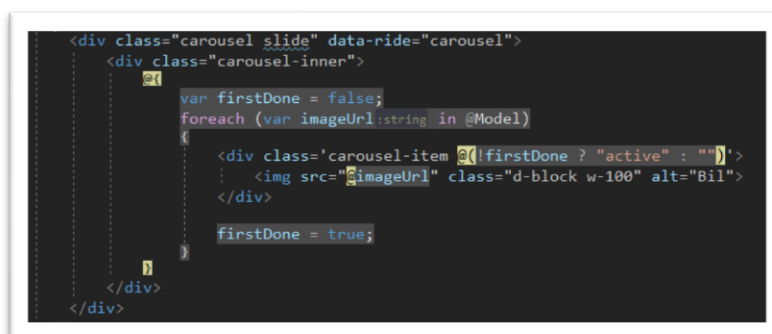 <div class="carousel slide" data-ride="carousel">
<div class="carousel-inner">
@{
var firstDone = false;
foreach (var imageUrl:string in @Model)
{
<div class='carousel-item @(!firstDone ? "active" : "")'>
<img src="@imageUrl" class="d-block w-100" alt="Bil">
</div>
firstDone = true;
}
}
</div>
</div>